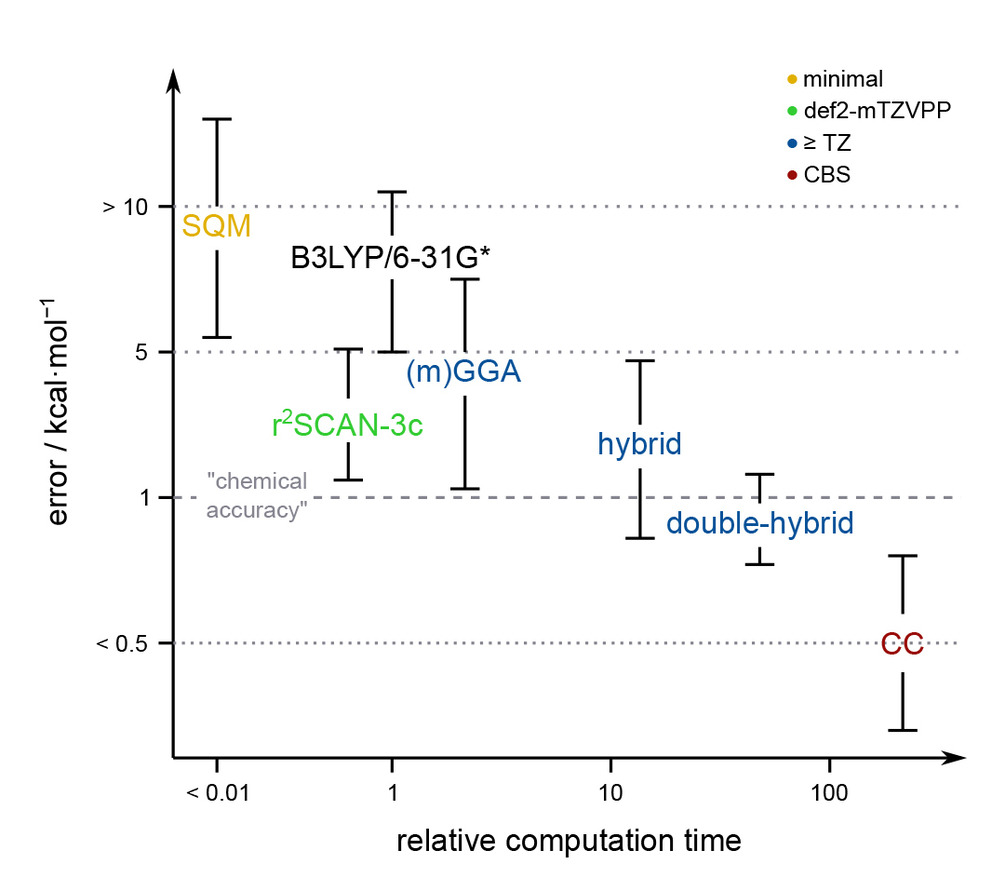 minimal
def2-mTZVPP
≥ TZ
CBS
> 10
SQM
B3LYP/6-31G*
5
(m)GGA
r²SCAN-3c
hybrid
"chemical
accuracy"
1
double-hybrid
< 0.5
CC
error / kcal·mol⁻¹
< 0.01
1
10
100
relative computation time